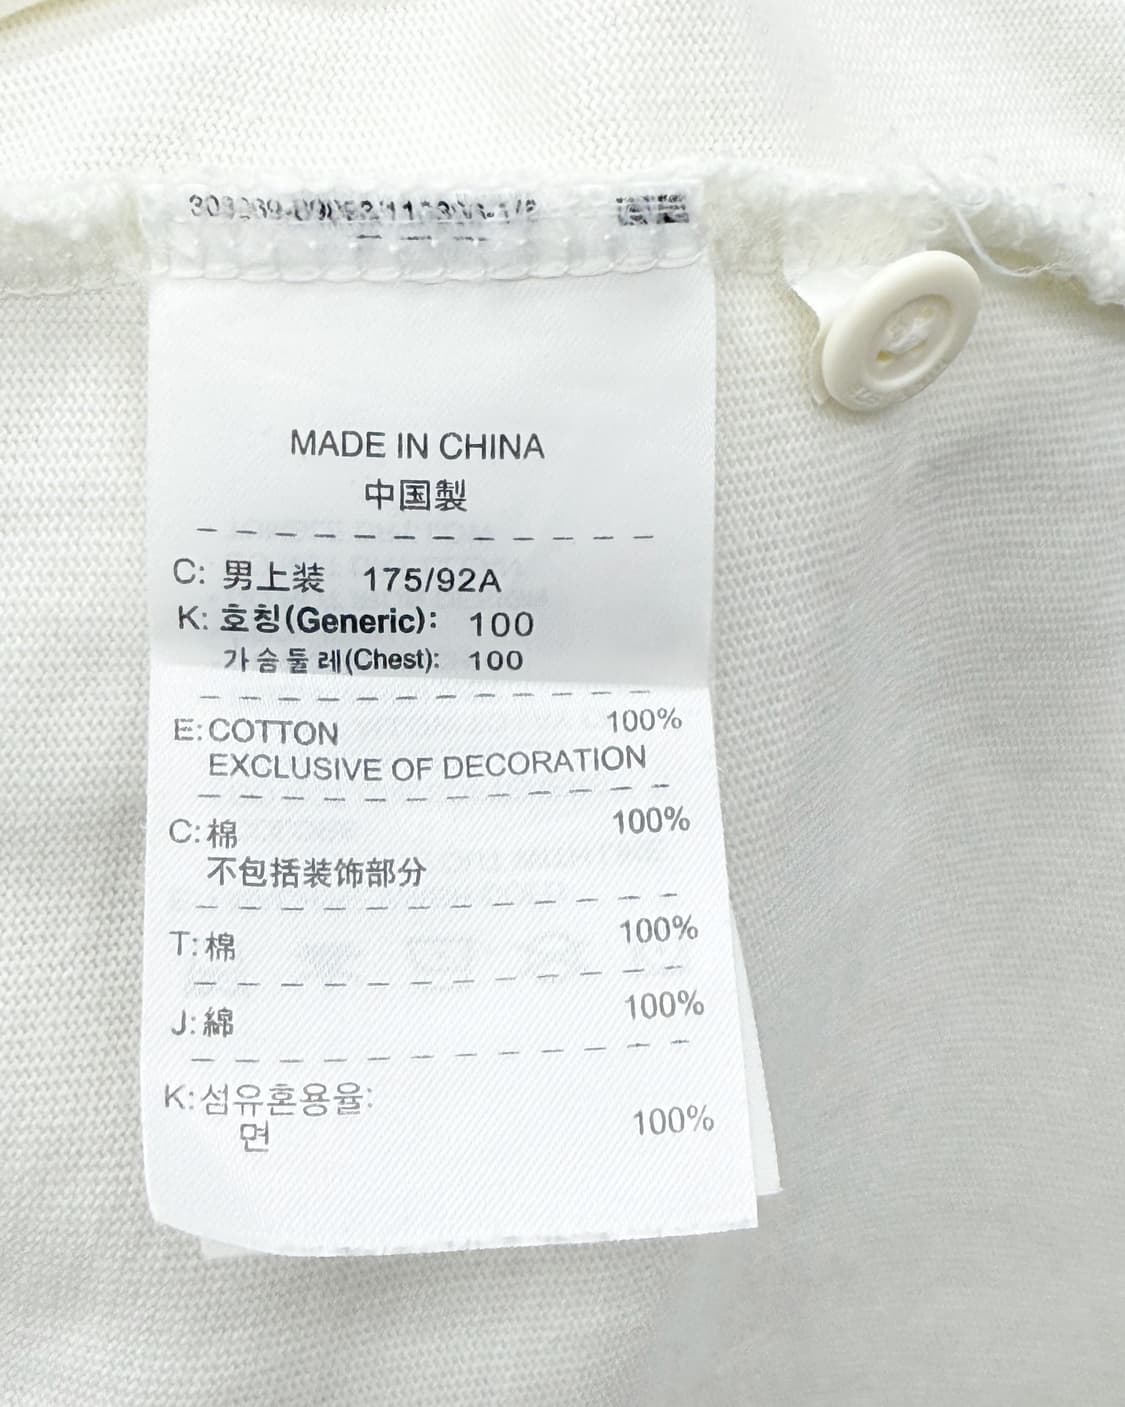 MADE IN CHINA
中国製
C: 男上装 175/92A
K: 호칭(Generic): 100
가슴둘레(Chest): 100
E: COTTON 100%
EXCLUSIVE OF DECORATION
C: 棉 100%
不包括装饰部分
T: 棉 100%
J: 綿 100%
K: 섬유혼용율:
면 100%